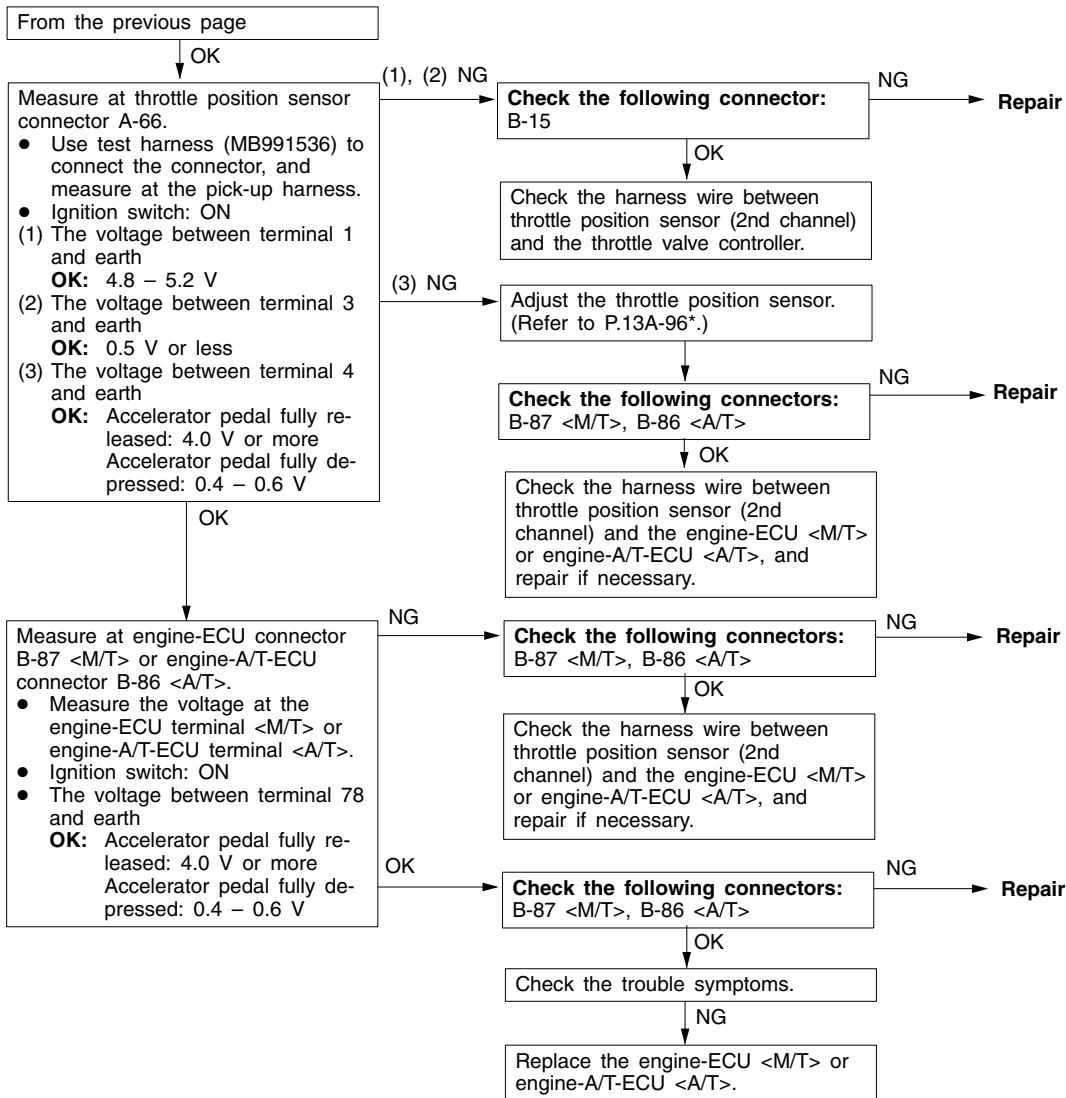 From the previous page
OK
Measure at throttle position sensor
connector A-66.
● Use test harness (MB991536) to
connect the connector, and
measure at the pick-up harness.
● Ignition switch: ON
(1) The voltage between terminal 1
and earth
OK: 4.8 – 5.2 V
(2) The voltage between terminal 3
and earth
OK: 0.5 V or less
(3) The voltage between terminal 4
and earth
OK: Accelerator pedal fully re-
leased: 4.0 V or more
Accelerator pedal fully de-
pressed: 0.4 – 0.6 V
(1), (2) NG
Check the following connector:
B-15
NG
Repair
OK
Check the harness wire between
throttle position sensor (2nd channel)
and the throttle valve controller.
(3) NG
Adjust the throttle position sensor.
(Refer to P.13A-96*.)
Check the following connectors:
B-87 <M/T>, B-86 <A/T>
NG
Repair
OK
Check the harness wire between
throttle position sensor (2nd
channel) and the engine-ECU <M/T>
or engine-A/T-ECU <A/T>, and
repair if necessary.
OK
Measure at engine-ECU connector
B-87 <M/T> or engine-A/T-ECU
connector B-86 <A/T>.
● Measure the voltage at the
engine-ECU terminal <M/T> or
engine-A/T-ECU terminal <A/T>.
● Ignition switch: ON
● The voltage between terminal 78
and earth
OK: Accelerator pedal fully re-
leased: 4.0 V or more
Accelerator pedal fully de-
pressed: 0.4 – 0.6 V
NG
Check the following connectors:
B-87 <M/T>, B-86 <A/T>
NG
Repair
OK
Check the harness wire between
throttle position sensor (2nd
channel) and the engine-ECU <M/T>
or engine-A/T-ECU <A/T>, and
repair if necessary.
OK
Check the following connectors:
B-87 <M/T>, B-86 <A/T>
NG
Repair
OK
Check the trouble symptoms.
NG
Replace the engine-ECU <M/T> or
engine-A/T-ECU <A/T>.